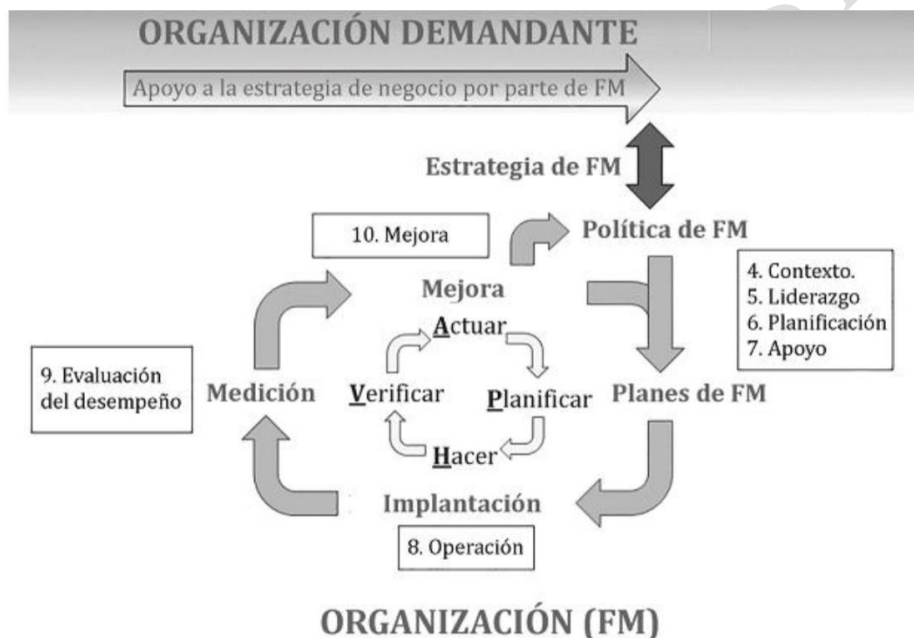 ORGANIZACIÓN DEMANDANTE
Apoyo a la estrategia de negocio por parte de FM
Estrategia de FM
10. Mejora
Política de FM
Mejora
4. Contexto.
5. Liderazgo
6. Planificación
7. Apoyo
Actuar
9. Evaluación
del desempeño
Medición
Verificar
Planificar
Planes de FM
Hacer
Implantación
8. Operación
ORGANIZACIÓN (FM)